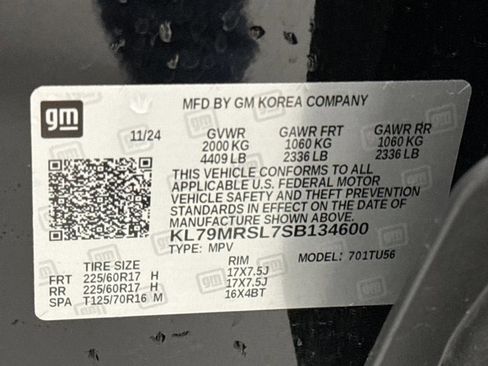 gm
MFD BY GM KOREA COMPANY
11/24 GVWR GAWR FRT GAWR RR
2000 KG 1060 KG 1060 KG
4409 LB 2336 LB 2336 LB
THIS VEHICLE CONFORMS TO ALL
APPLICABLE U.S. FEDERAL MOTOR
VEHICLE SAFETY AND THEFT PREVENTION
STANDARDS IN EFFECT ON THE DATE OF
MANUFACTURE SHOWN ABOVE.
KL79MRSL7SB134600
TYPE: MPV MODEL: 701TU56
TIRE SIZE RIM
FRT 225/60R17 H 17X7.5J
RR 225/60R17 H 17X7.5J
SPA T125/70R16 M 16X4BT